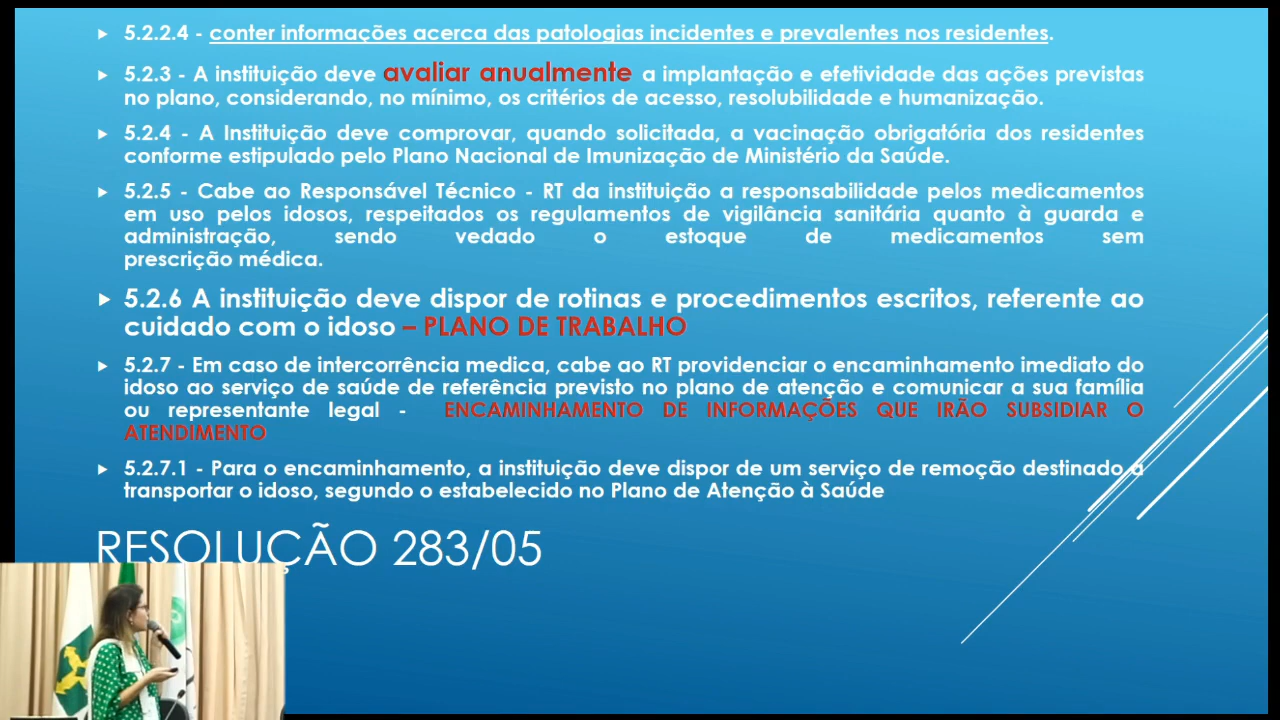 5.2.2.4 - conter informações acerca das patologias incidentes e prevalentes nos residentes.
5.2.3 - A instituição deve avaliar anualmente a implantação e efetividade das ações previstas
no plano, considerando, no mínimo, os critérios de acesso, resolubilidade e humanização.
5.2.4 - A Instituição deve comprovar, quando solicitada, a vacinação obrigatória dos residentes
conforme estipulado pelo Plano Nacional de Imunização de Ministério da Saúde.
5.2.5 - Cabe ao Responsável Técnico - RT da instituição a responsabilidade pelos medicamentos
em uso pelos idosos, respeitados os regulamentos de vigilância sanitária quanto à guarda e
administração, sendo vedado o estoque de medicamentos sem
prescrição médica.
5.2.6 A instituição deve dispor de rotinas e procedimentos escritos, referente ao
cuidado com o idoso – PLANO DE TRABALHO
5.2.7 - Em caso de intercorrência medica, cabe ao RT providenciar o encaminhamento imediato do
idoso ao serviço de saúde de referência previsto no plano de atenção e comunicar a sua família
ou representante legal - ENCAMINHAMENTO DE INFORMAÇÕES QUE IRÃO SUBSIDIAR O
ATENDIMENTO
5.2.7.1 - Para o encaminhamento, a instituição deve dispor de um serviço de remoção destinado a
transportar o idoso, segundo o estabelecido no Plano de Atenção à Saúde
RESOLUÇÃO 283/05